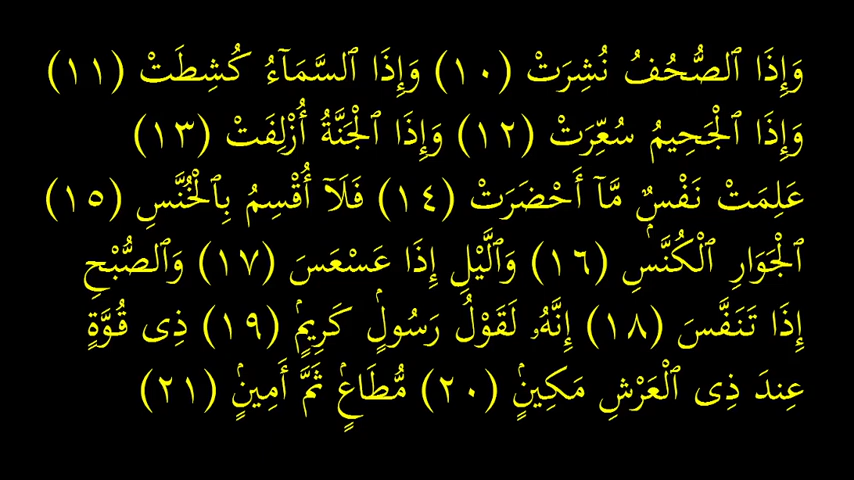 وَإِذَا ٱلصُّحُفُ نُشِرَتْ (١٠) وَإِذَا ٱلسَّمَآءُ كُشِطَتْ (١١)
وَإِذَا ٱلْجَحِيمُ سُعِّرَتْ (١٢) وَإِذَا ٱلْجَنَّةُ أُزْلِفَتْ (١٣)
عَلِمَتْ نَفْسٌ مَّآ أَحْضَرَتْ (١٤) فَلَآ أُقْسِمُ بِٱلْخُنَّسِ (١٥)
ٱلْجَوَارِ ٱلْكُنَّسِ (١٦) وَٱلَّيْلِ إِذَا عَسْعَسَ (١٧) وَٱلصُّبْحِ
إِذَا تَنَفَّسَ (١٨) إِنَّهُۥ لَقَوْلُ رَسُولٍۢ كَرِيمٍۢ (١٩) ذِى قُوَّةٍ
عِندَ ذِى ٱلْعَرْشِ مَكِينٍۢ (٢٠) مُّطَاعٍۢ ثَمَّ أَمِينٍۢ (٢١)